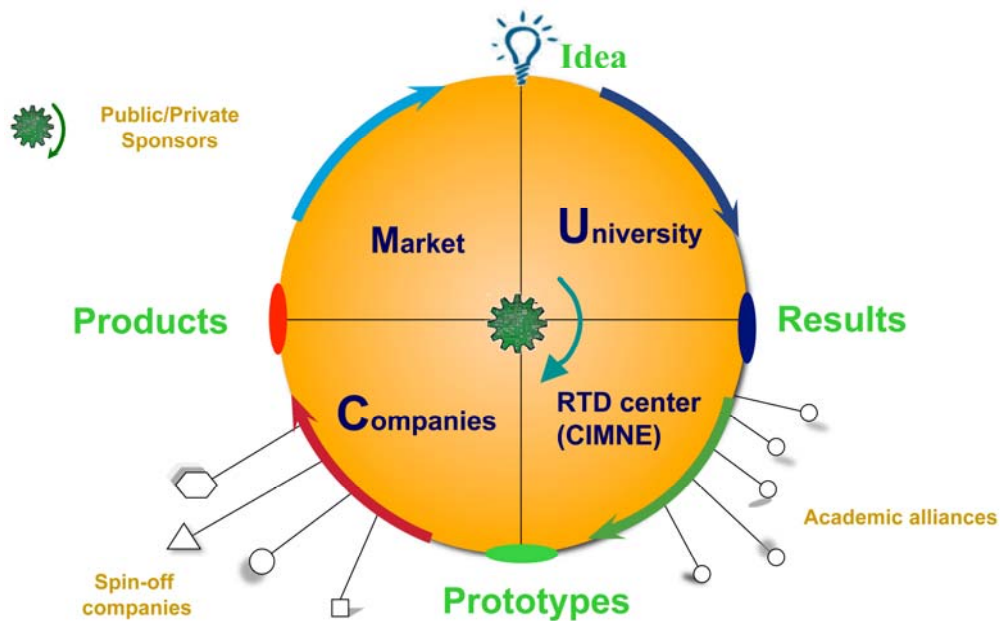 Idea
Public/Private
Sponsors
Market
University
Products
Results
Companies
RTD center
(CIMNE)
Academic alliances
Spin-off
companies
Prototypes